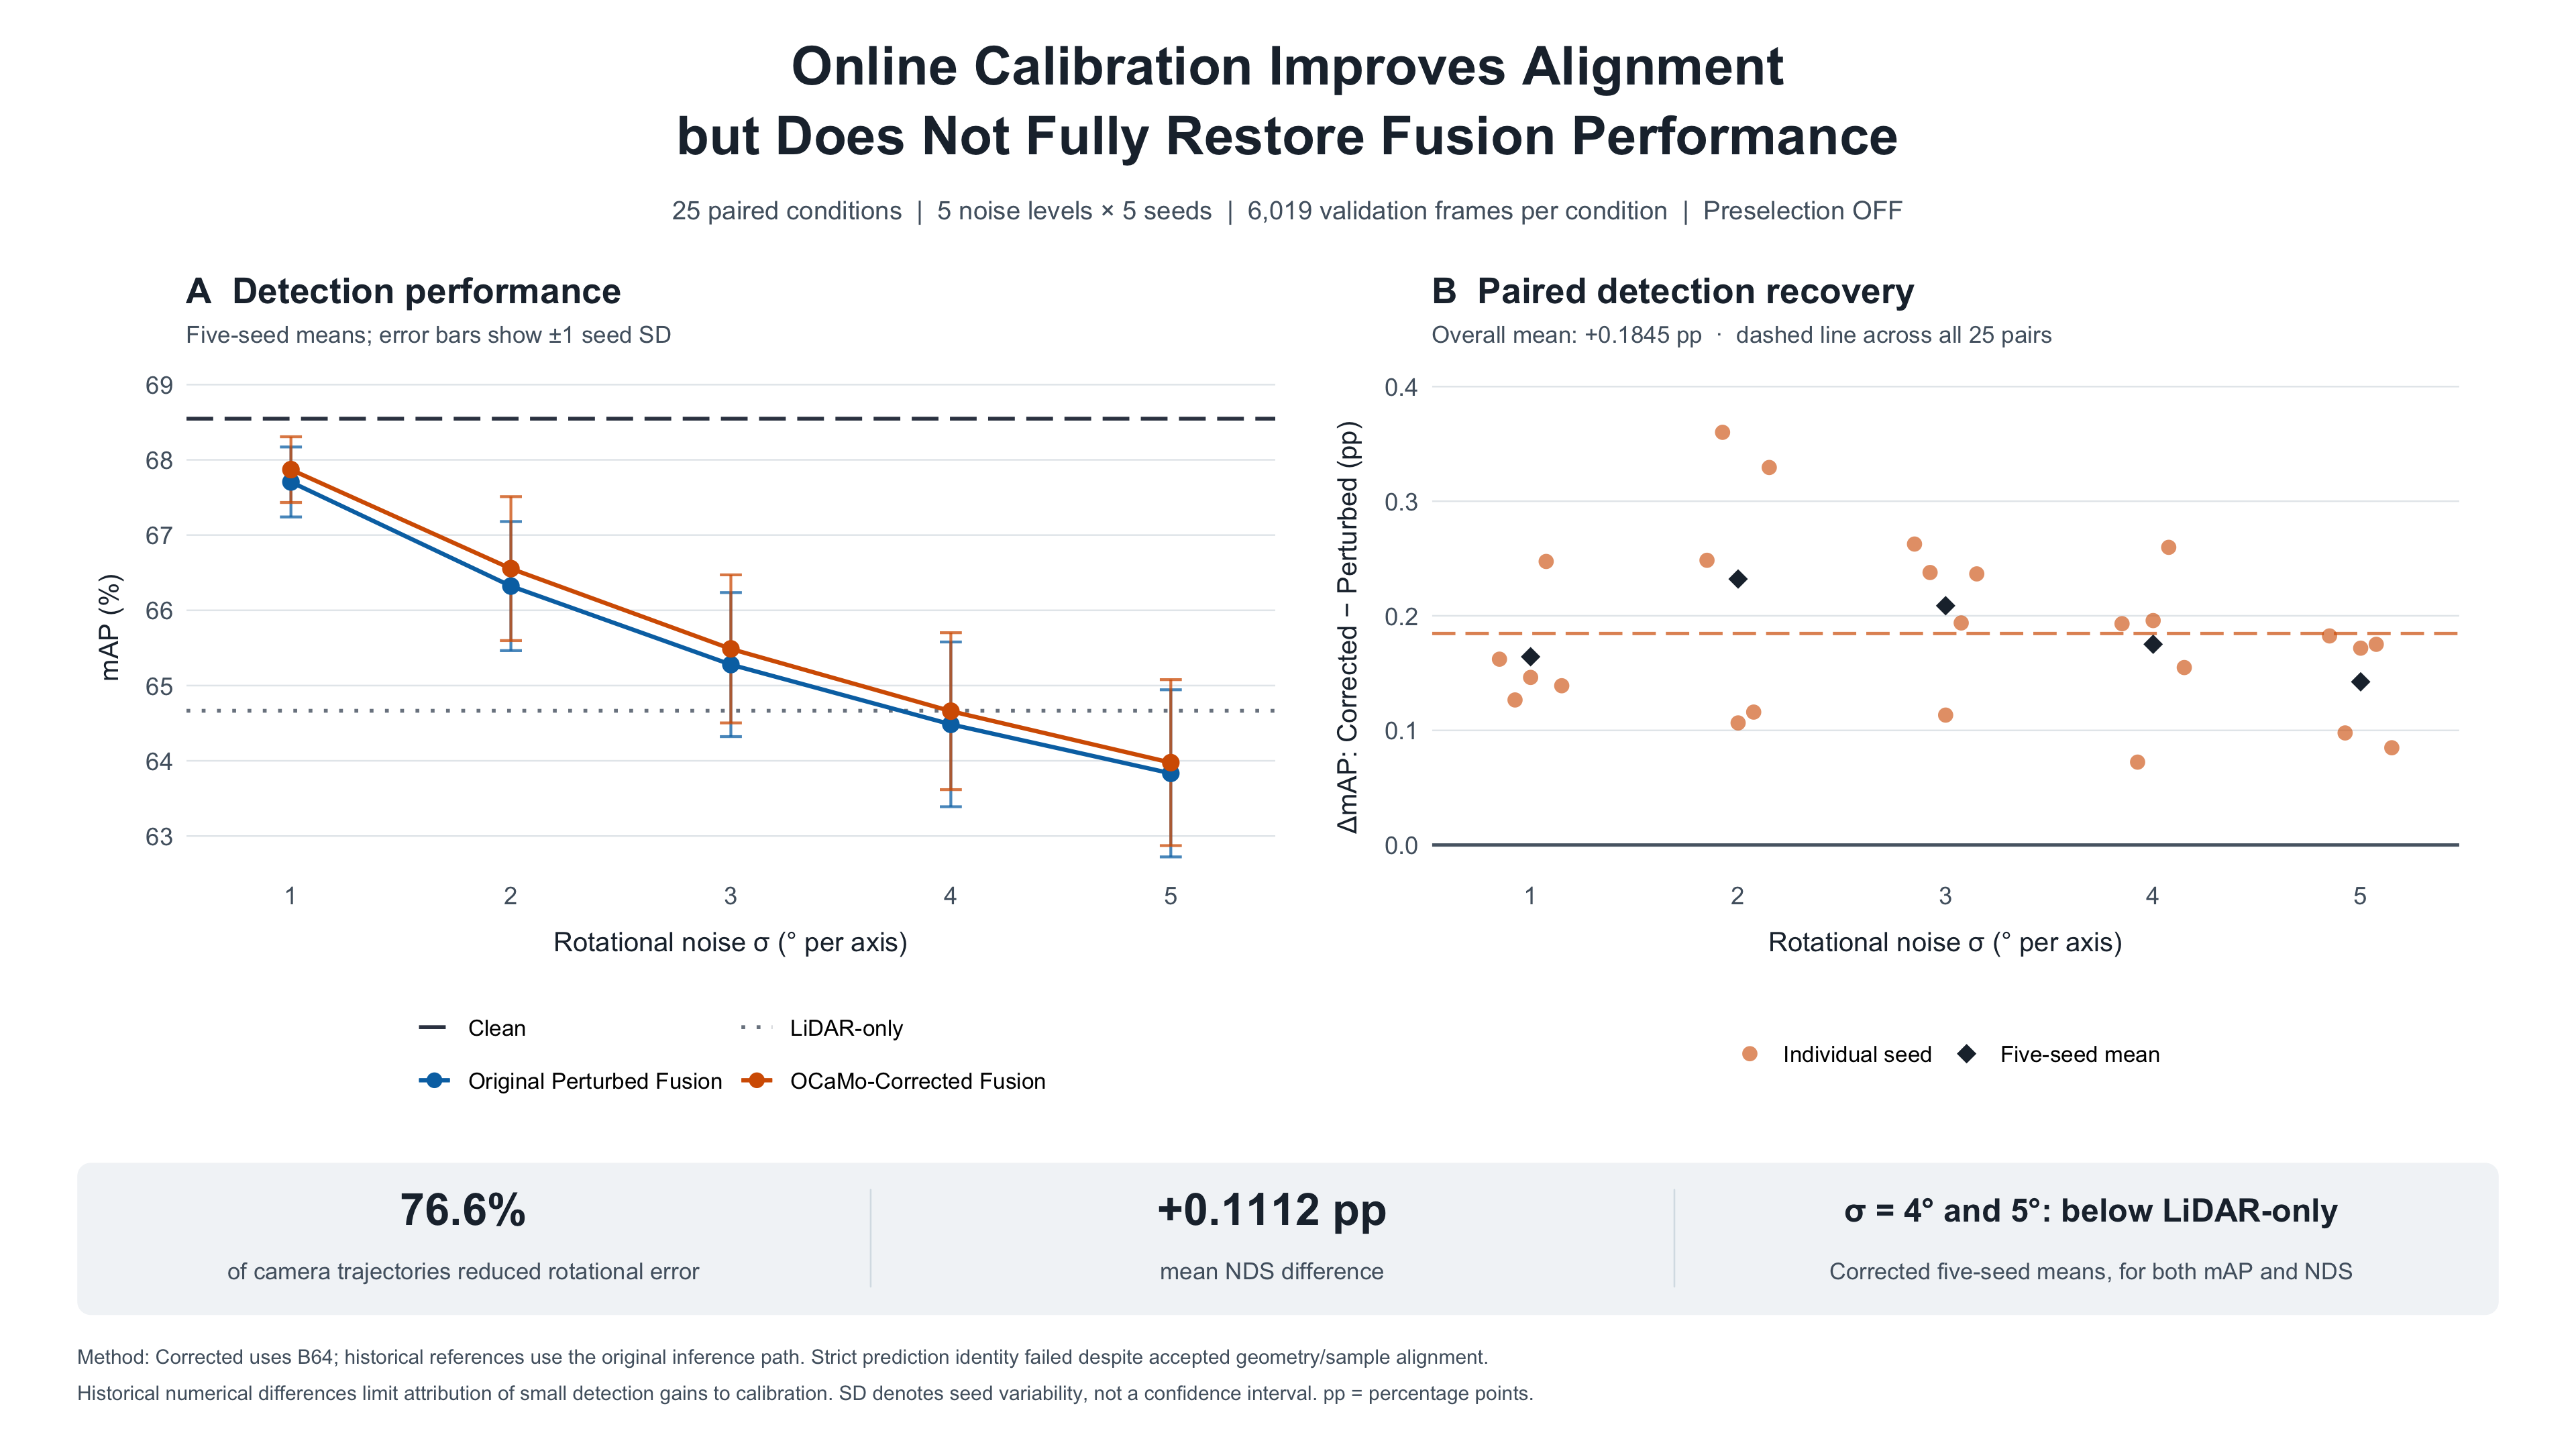 Online Calibration Improves Alignment
but Does Not Fully Restore Fusion Performance
25 paired conditions | 5 noise levels × 5 seeds | 6,019 validation frames per condition | Preselection OFF
A Detection performance
Five-seed means; error bars show ±1 seed SD
mAP (%)
69
68
67
66
65
64
63
1 2 3 4 5
Rotational noise σ (° per axis)
Clean
LiDAR-only
Original Perturbed Fusion
OCaMo-Corrected Fusion
B Paired detection recovery
Overall mean: +0.1845 pp · dashed line across all 25 pairs
ΔmAP: Corrected − Perturbed (pp)
0.4
0.3
0.2
0.1
0.0
1 2 3 4 5
Rotational noise σ (° per axis)
Individual seed
Five-seed mean
76.6%
of camera trajectories reduced rotational error
+0.1112 pp
mean NDS difference
σ = 4° and 5°: below LiDAR-only
Corrected five-seed means, for both mAP and NDS
Method: Corrected uses B64; historical references use the original inference path. Strict prediction identity failed despite accepted geometry/sample alignment.
Historical numerical differences limit attribution of small detection gains to calibration. SD denotes seed variability, not a confidence interval. pp = percentage points.